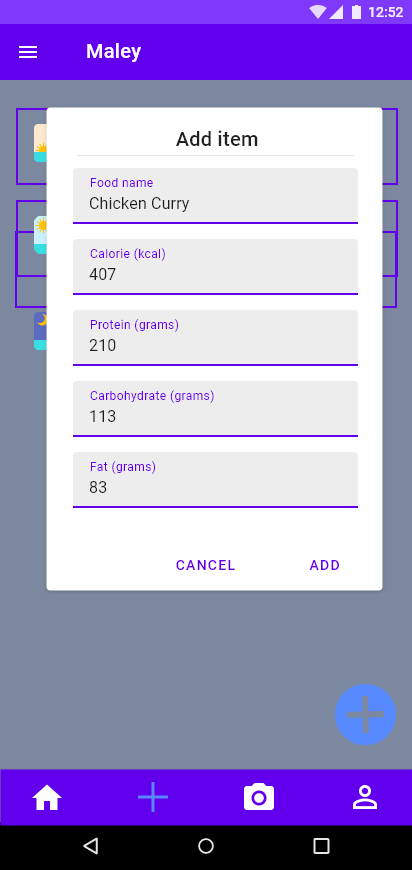 12:52
Maley
Add item
Food name
Chicken Curry
Calorie (kcal)
407
Protein (grams)
210
Carbohydrate (grams)
113
Fat (grams)
83
CANCEL ADD